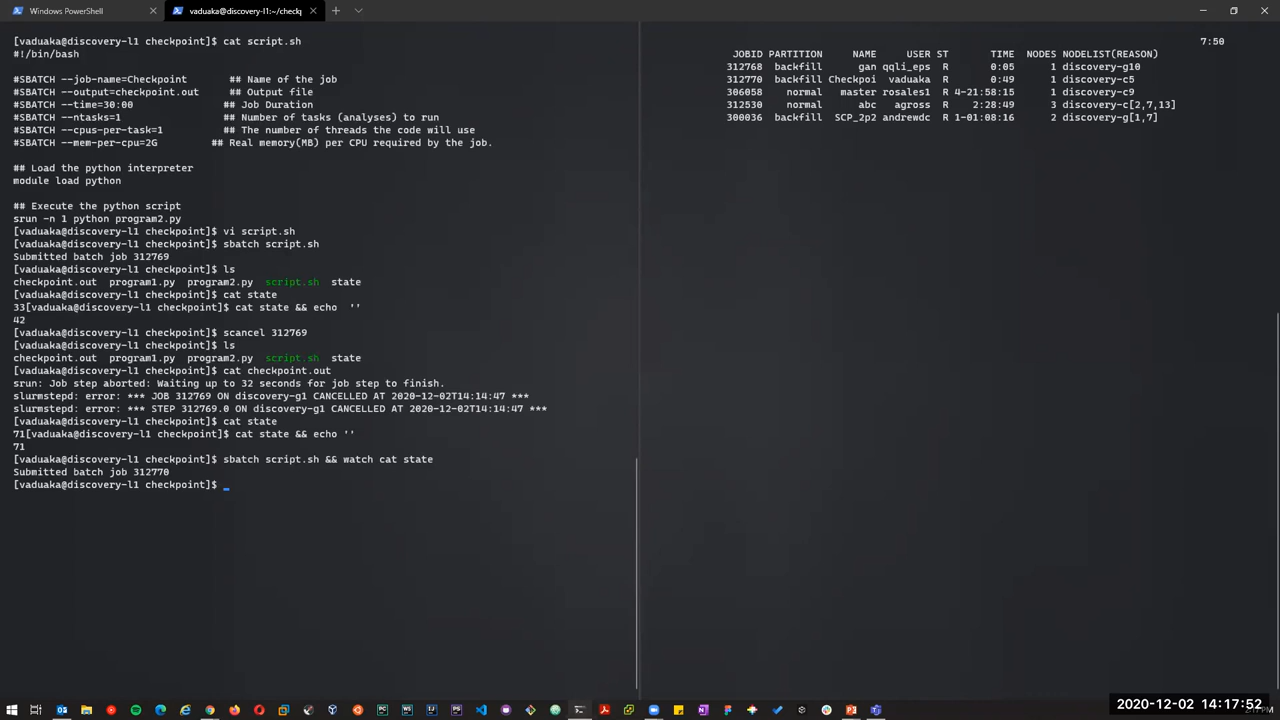 Windows PowerShell
vaduaka@discovery-l1:~/checkp
[vaduaka@discovery-l1 checkpoint]$ cat script.sh
#!/bin/bash
#SBATCH --job-name=Checkpoint ## Name of the job
#SBATCH --output=checkpoint.out ## Output file
#SBATCH --time=30:00 ## Job Duration
#SBATCH --ntasks=1 ## Number of tasks (analyses) to run
#SBATCH --cpus-per-task=1 ## The number of threads the code will use
#SBATCH --mem-per-cpu=2G ## Real memory(MB) per CPU required by the job.
## Load the python interpreter
module load python
## Execute the python script
srun -n 1 python program2.py
[vaduaka@discovery-l1 checkpoint]$ vi script.sh
[vaduaka@discovery-l1 checkpoint]$ sbatch script.sh
Submitted batch job 312769
[vaduaka@discovery-l1 checkpoint]$ ls
checkpoint.out program1.py program2.py script.sh state
[vaduaka@discovery-l1 checkpoint]$ cat state
33[vaduaka@discovery-l1 checkpoint]$ cat state && echo ''
42
[vaduaka@discovery-l1 checkpoint]$ scancel 312769
[vaduaka@discovery-l1 checkpoint]$ ls
checkpoint.out program1.py program2.py script.sh state
[vaduaka@discovery-l1 checkpoint]$ cat checkpoint.out
srun: Job step aborted: Waiting up to 32 seconds for job step to finish.
slurmstepd: error: *** JOB 312769 ON discovery-g1 CANCELLED AT 2020-12-02T14:14:47 ***
slurmstepd: error: *** STEP 312769.0 ON discovery-g1 CANCELLED AT 2020-12-02T14:14:47 ***
[vaduaka@discovery-l1 checkpoint]$ cat state
71[vaduaka@discovery-l1 checkpoint]$ cat state && echo ''
71
[vaduaka@discovery-l1 checkpoint]$ sbatch script.sh && watch cat state
Submitted batch job 312770
[vaduaka@discovery-l1 checkpoint]$
7:50
JOBID PARTITION NAME USER ST TIME NODES NODELIST(REASON)
312768 backfill gan qqli_eps R 0:05 1 discovery-g10
312770 backfill Checkpoi vaduaka R 0:49 1 discovery-c5
306058 normal master rosales1 R 4-21:58:15 1 discovery-c9
312530 normal abc agross R 2:28:49 3 discovery-c[2,7,13]
300036 backfill SCP_2p2 andrewdc R 1-01:08:16 2 discovery-g[1,7]
2020-12-02 14:17:52